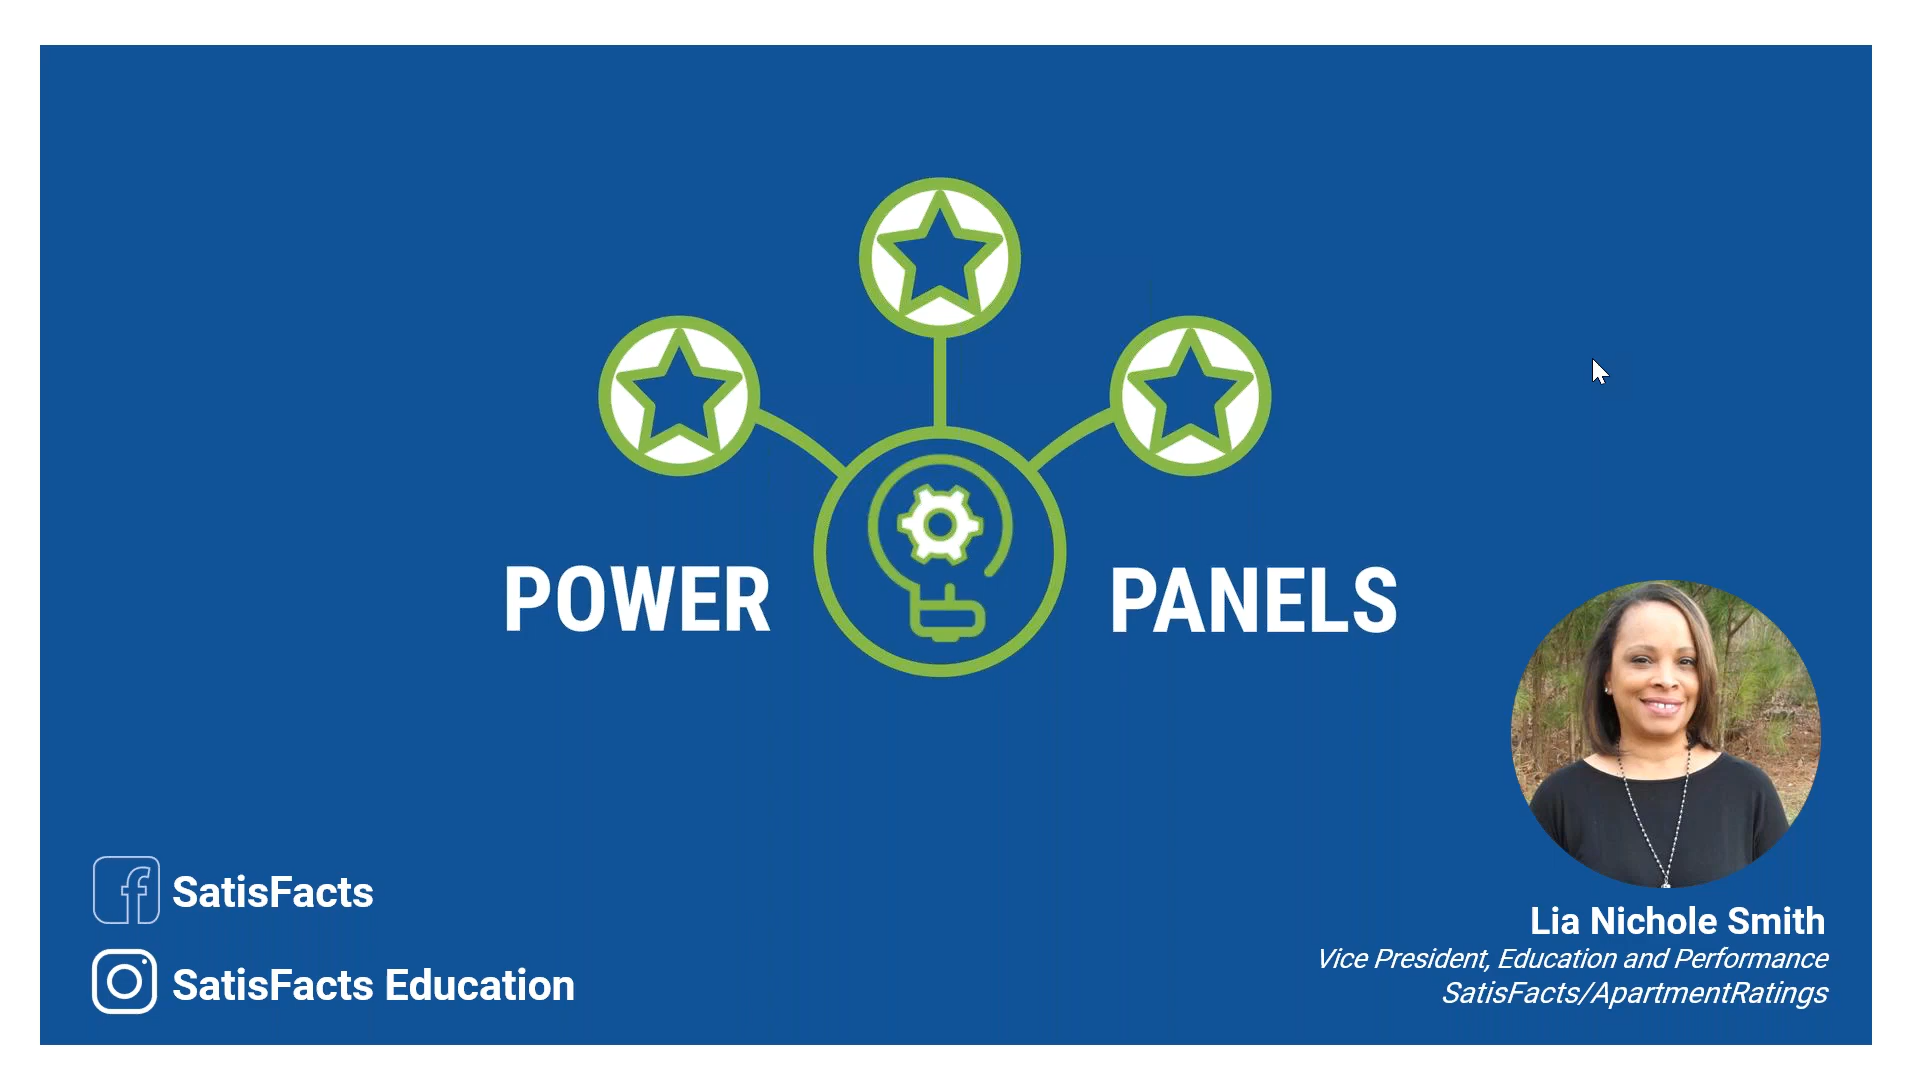 POWER PANELS
SatisFacts
SatisFacts Education
Lia Nichole Smith
Vice President, Education and Performance
SatisFacts/ApartmentRatings